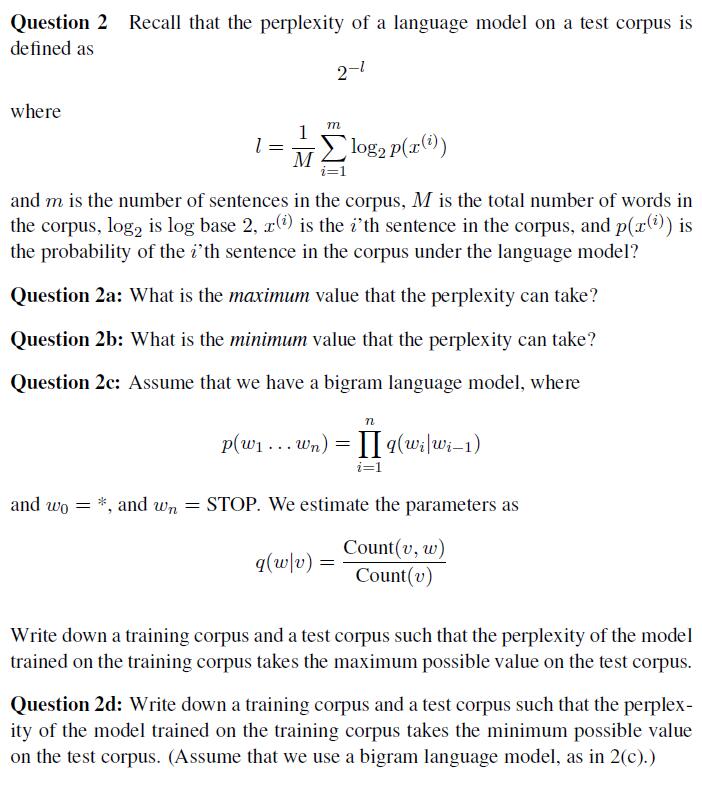 Question 2 Recall that the perplexity of a language model on a test corpus is
defined as
2^{-l}
where
l = \frac{1}{M} \sum_{i=1}^{m} \log_2 p(x^{(i)})
and m is the number of sentences in the corpus, M is the total number of words in
the corpus, log_2 is log base 2, x^{(i)} is the i'th sentence in the corpus, and p(x^{(i)}) is
the probability of the i'th sentence in the corpus under the language model?
Question 2a: What is the maximum value that the perplexity can take?
Question 2b: What is the minimum value that the perplexity can take?
Question 2c: Assume that we have a bigram language model, where
p(w_1 \ldots w_n) = \prod_{i=1}^{n} q(w_i|w_{i-1})
and w_0 = *, and w_n = STOP. We estimate the parameters as
q(w|v) = \frac{Count(v, w)}{Count(v)}
Write down a training corpus and a test corpus such that the perplexity of the model
trained on the training corpus takes the maximum possible value on the test corpus.
Question 2d: Write down a training corpus and a test corpus such that the perplex-
ity of the model trained on the training corpus takes the minimum possible value
on the test corpus. (Assume that we use a bigram language model, as in 2(c).)